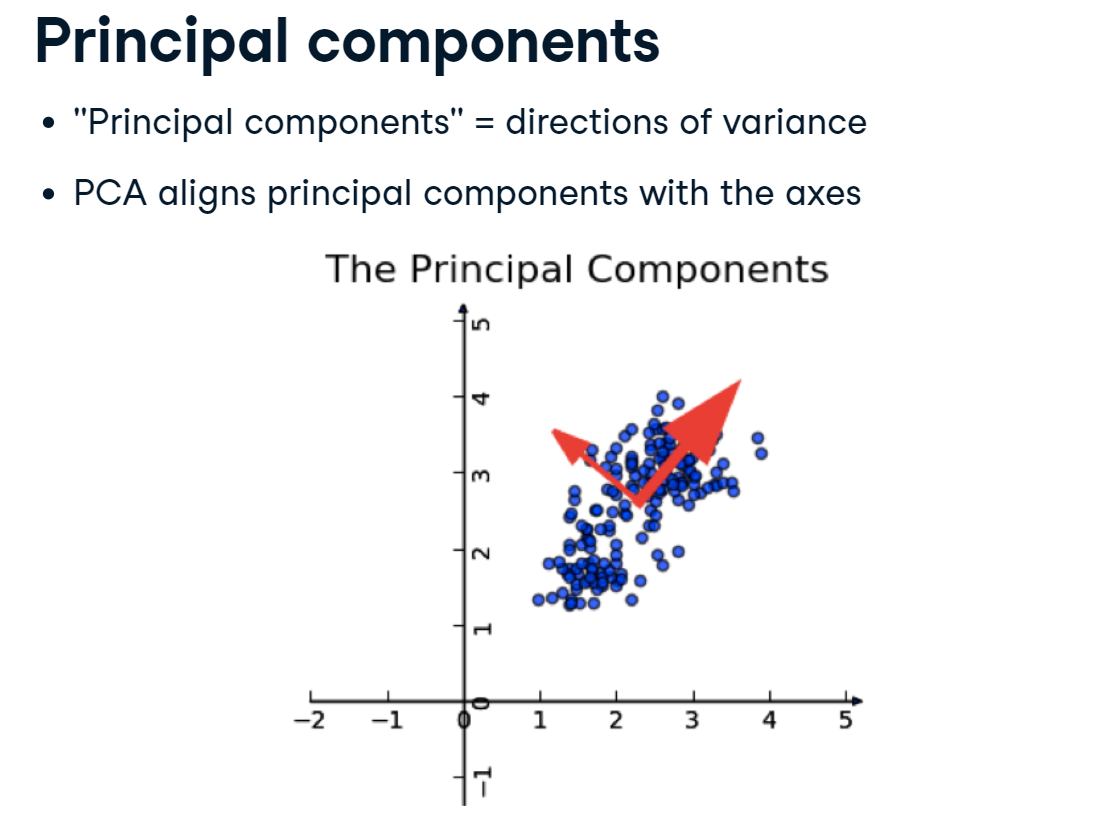 Principal components
• "Principal components" = directions of variance
• PCA aligns principal components with the axes
The Principal Components
5
4
3
2
1
0
−2 −1 0 1 2 3 4 5
−1